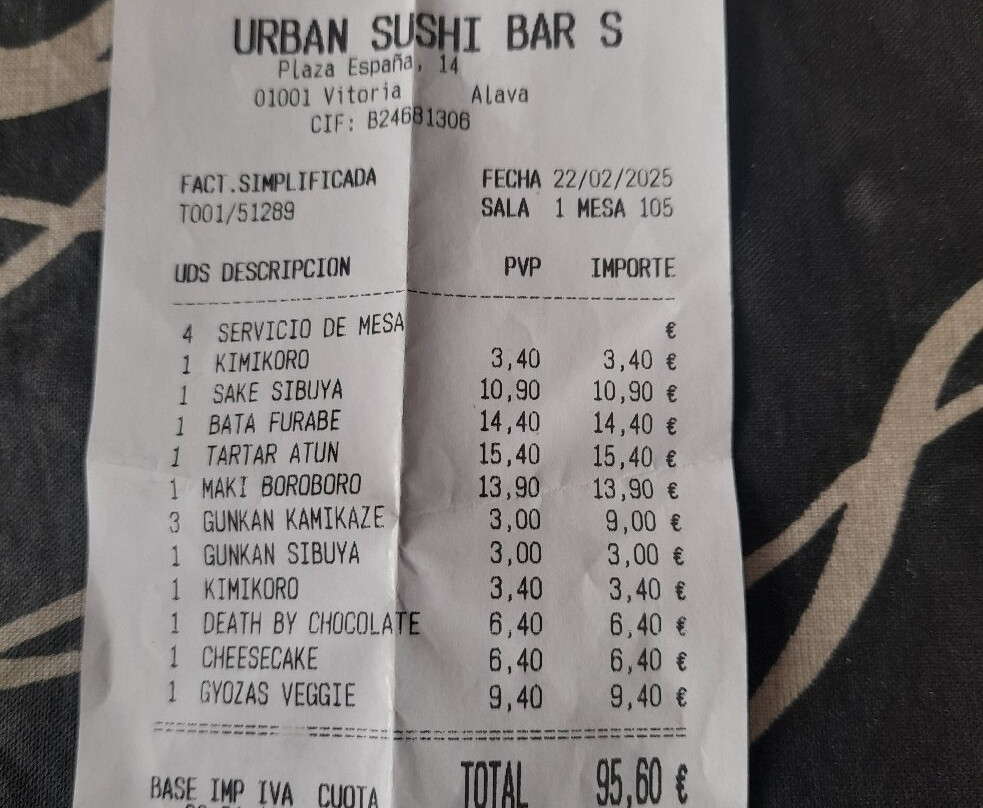 URBAN SUSHI BAR S
Plaza España, 14
01001 Vitoria Alava
CIF: B24681306
FACT.SIMPLIFICADA FECHA 22/02/2025
T001/51289 SALA 1 MESA 105
UDS DESCRIPCION PVP IMPORTE
4 SERVICIO DE MESA €
1 KIMIKORO 3,40 3,40 €
1 SAKE SIBUYA 10,90 10,90 €
1 BATA FURABE 14,40 14,40 €
1 TARTAR ATUN 15,40 15,40 €
1 MAKI BOROBORO 13,90 13,90 €
3 GUNKAN KAMIKAZE 3,00 9,00 €
1 GUNKAN SIBUYA 3,00 3,00 €
1 KIMIKORO 3,40 3,40 €
1 DEATH BY CHOCOLATE 6,40 6,40 €
1 CHEESECAKE 6,40 6,40 €
1 GYOZAS VEGGIE 9,40 9,40 €
BASE IMP IVA CUOTA TOTAL 95,60 €